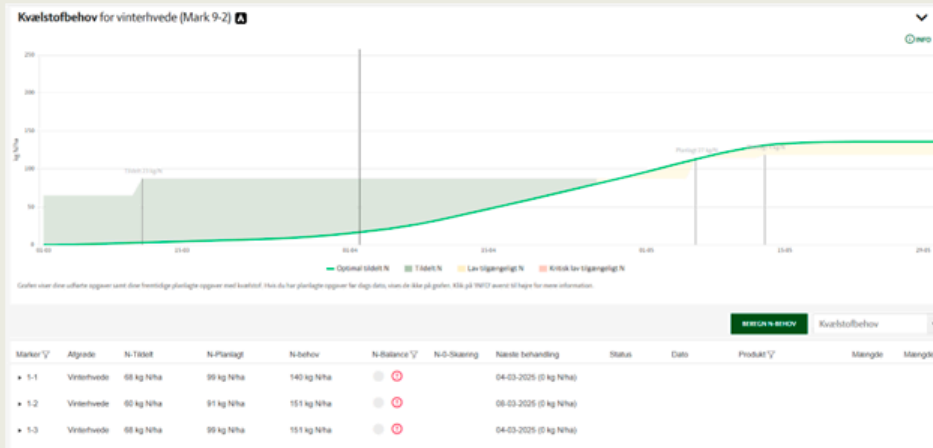 Kvælstofbehov for vinterhvede (Mark 9-2) A
INFO
250
200
150
100
50
0
kg N/ha
Tildelt 23 kg/N
Planlagt 17 kg/N
01-03
15-03
01-04
15-04
01-05
15-05
29-05
Optimal tildelt N
Tildelt N
Lav tilgængeligt N
Kritisk lav tilgængeligt N
Grafen viser dine udførte opgaver samt dine fremtidige planlagte opgaver med kvælstof. Hvis du har planlagte opgaver før dags dato, vises de ikke på grafen. Klik på 'INFO' øverst til højre for mere information.
BEREGN N-BEHOV
Kvælstofbehov
Marker Afgrøde N-Tildelt N-Planlagt N-behov N-Balance N-0-Skæring Næste behandling Status Dato Produkt Mængde Mængde
1-1 Vinterhvede 68 kg N/ha 99 kg N/ha 140 kg N/ha 04-03-2025 (0 kg N/ha)
1-2 Vinterhvede 60 kg N/ha 91 kg N/ha 151 kg N/ha 08-03-2025 (0 kg N/ha)
1-3 Vinterhvede 68 kg N/ha 99 kg N/ha 151 kg N/ha 04-03-2025 (0 kg N/ha)